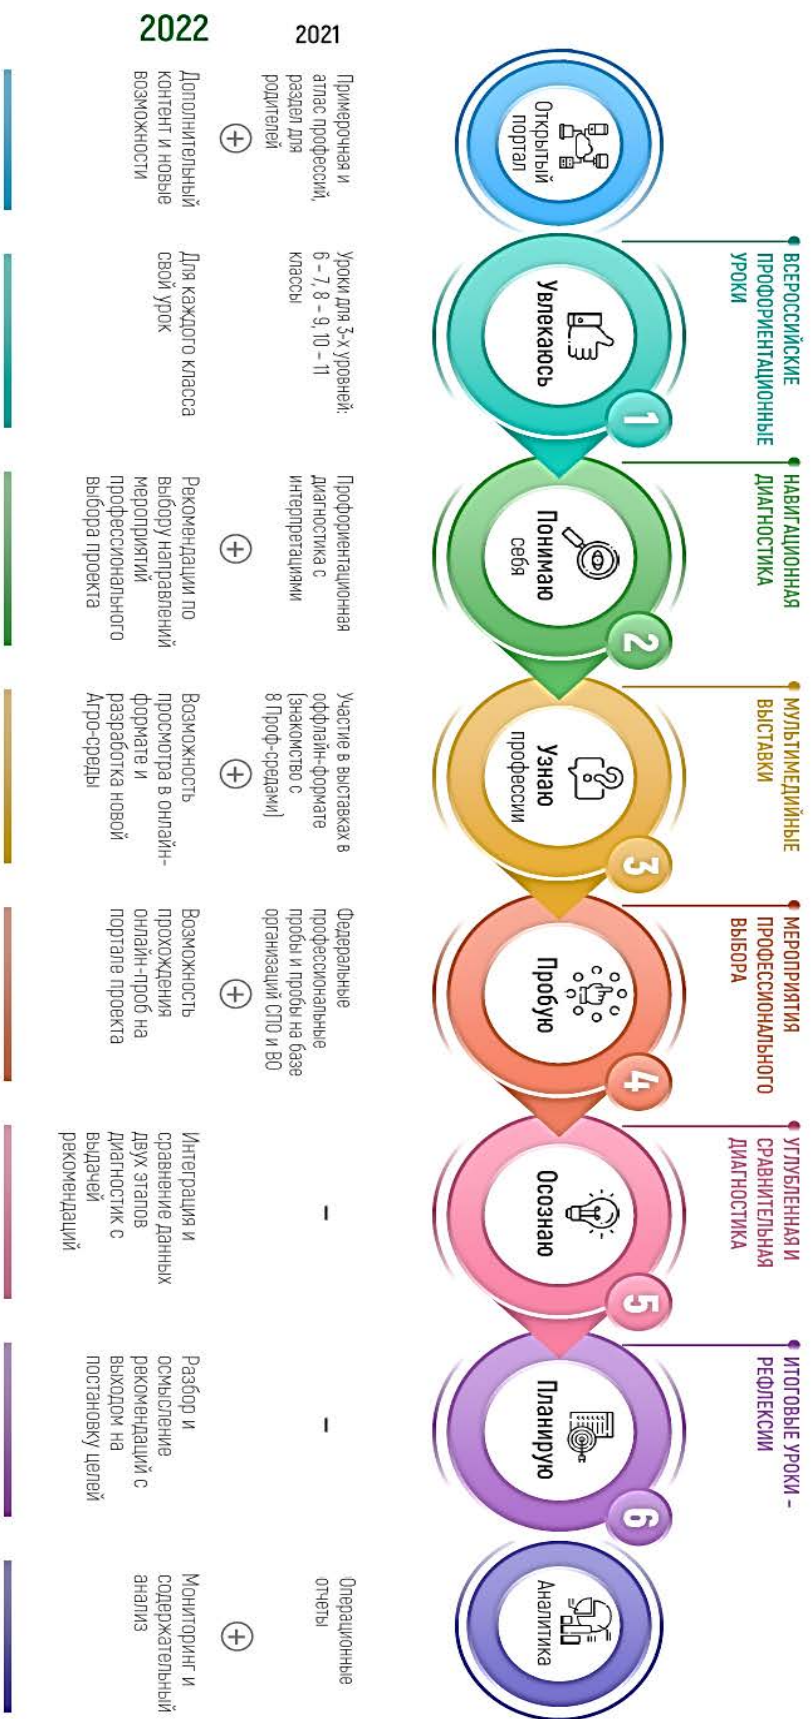 ВСЕРОССИЙСКИЕ
ПРОФОРИЕНТАЦИОННЫЕ
УРОКИ
НАВИГАЦИОННАЯ
ДИАГНОСТИКА
МУЛЬТИМЕДИЙНЫЕ
ВЫСТАВКИ
МЕРОПРИЯТИЯ
ПРОФЕССИОНАЛЬНОГО
ВЫБОРА
УГЛУБЛЕННАЯ И
СРАВНИТЕЛЬНАЯ
ДИАГНОСТИКА
ИТОГОВЫЕ УРОКИ –
РЕФЛЕКСИИ
Открытый
портал
Увлекаюсь
1
Понимаю
себя
2
Узнаю
профессии
3
Пробую
4
Осознаю
5
Планирую
6
Аналитика
2021
Примерочная и
атлас профессий,
раздел для
родителей
Уроки для 3-х уровней:
6 – 7, 8 – 9, 10 – 11
классы
Профориентационная
диагностика с
интерпретациями
Участие в выставках в
оффлайн-формате
(знакомство с
8 Проф-средами)
Федеральные
профессиональные
пробы и пробы на базе
организаций СПО и ВО
–
–
Операционные
отчеты
+
+
+
+
+
2022
Дополнительный
контент и новые
возможности
Для каждого класса
свой урок
Рекомендации по
выбору направлений
мероприятий
профессионального
выбора проекта
Возможность
просмотра в онлайн-
формате и
разработка новой
Агро-среды
Возможность
прохождения
онлайн-проб на
портале проекта
Интеграция и
сравнение данных
двух этапов
диагностик с
выдачей
рекомендаций
Разбор и
осмысление
рекомендаций с
выходом на
постановку целей
Мониторинг и
содержательный
анализ